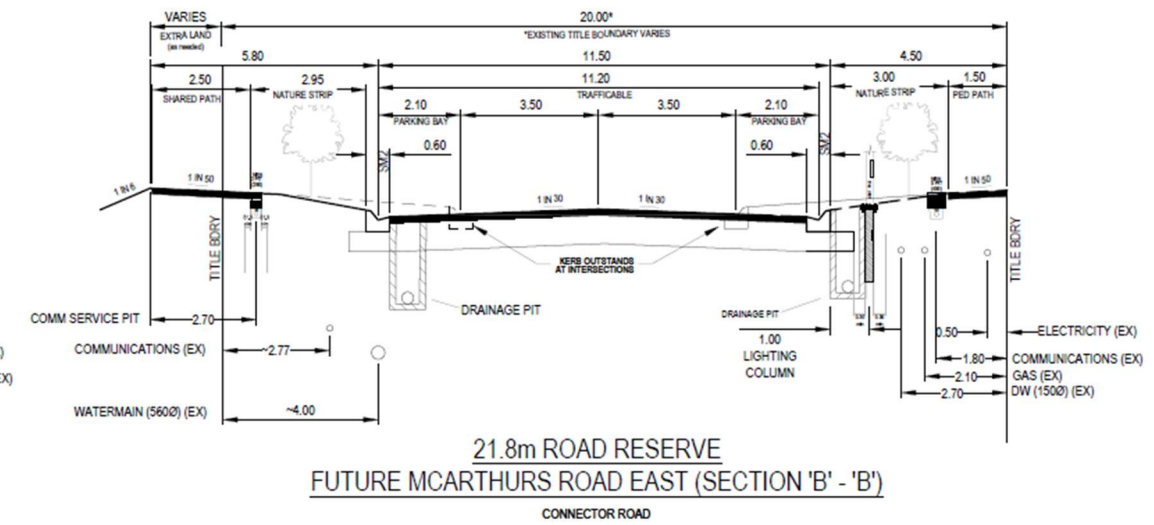 VARIES
20.00*
EXTRA LAND
(as needed)
*EXISTING TITLE BOUNDARY VARIES
5.80
11.50
4.50
2.50
2.95
11.20
3.00
1.50
SHARED PATH
NATURE STRIP
TRAFFICABLE
NATURE STRIP
PED PATH
2.10
3.50
3.50
2.10
PARKING BAY
PARKING BAY
SM2
0.60
0.60
SM2
1 IN 6
1 IN 50
1 IN 30
1 IN 30
1 IN 50
TITLE BDRY
TITLE BDRY
KERB OUTSTANDS
AT INTERSECTIONS
DRAINAGE PIT
DRAINAGE PIT
COMM SERVICE PIT
2.70
0.50
ELECTRICITY (EX)
COMMUNICATIONS (EX)
~2.77
1.00
LIGHTING
COLUMN
1.80
COMMUNICATIONS (EX)
2.10
GAS (EX)
2.70
DW (150Ø) (EX)
WATERMAIN (560Ø) (EX)
~4.00
21.8m ROAD RESERVE
FUTURE MCARTHURS ROAD EAST (SECTION 'B' - 'B')
CONNECTOR ROAD